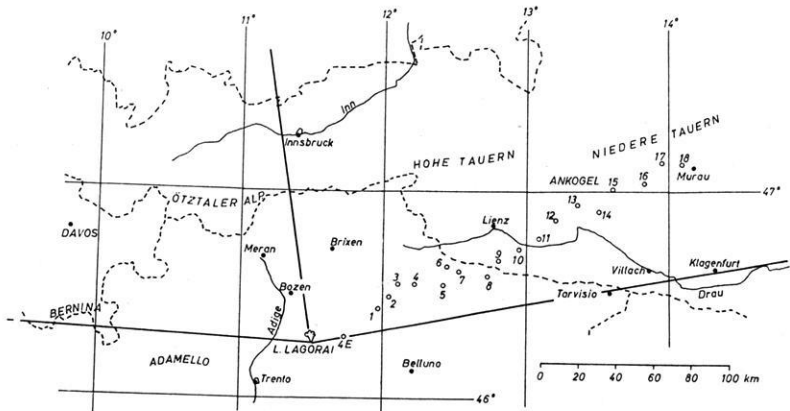 10°
11°
12°
13°
14°
Inn
Innsbruck
HOHE TAUERN
NIEDERE TAUERN
17
18
Murau
ANKOGEL
15
16
47°
ÖTZTALER ALP.
13
14
12
DAVOS
Lienz
Meran
Brixen
11
10
9
Villach
Klagenfurt
6
7
8
Bozen
3
4
5
Tarvisio
Drau
2
1
BERNINA
Adige
4E
L. LAGORAI
ADAMELLO
Belluno
Trento
46°
0 20 40 60 80 100 km